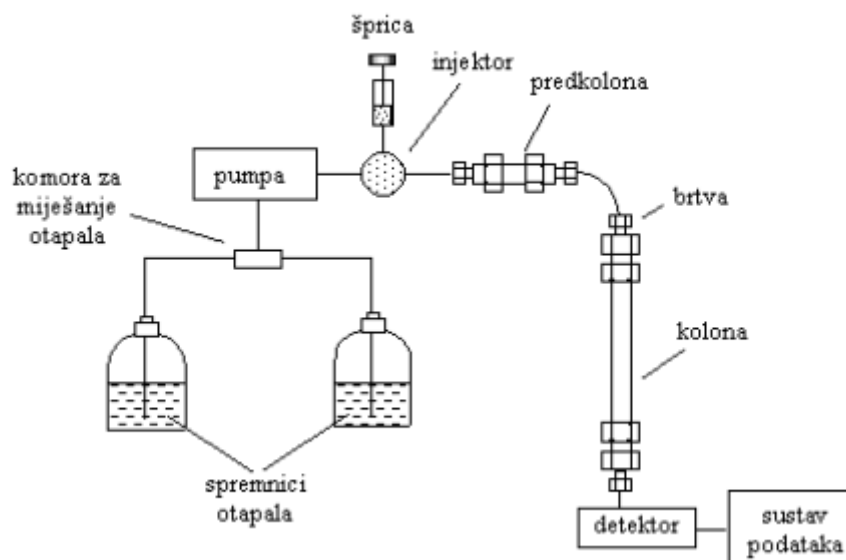 šprica
injektor
predkolona
pumpa
komora za
miješanje
otapala
brtva
kolona
spremnici
otapala
detektor
sustav
podataka